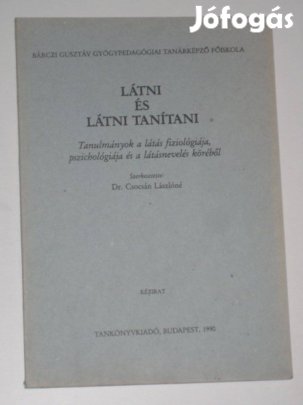 Jófogás
BÁRCZI GUSZTÁV GYÓGYPEDAGÓGIAI TANÁRKÉPZŐ FŐISKOLA
LÁTNI
ÉS
LÁTNI TANÍTANI
Tanulmányok a látás fiziológiája,
pszichológiája és a látásnevelés köréből
Szerkesztette
Dr. Csocsán Lászlóné
KÉZIRAT
TANKÖNYVKIADÓ, BUDAPEST, 1990